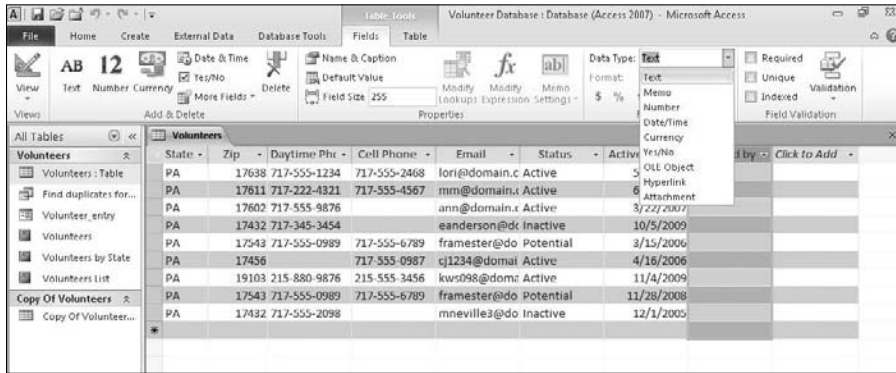 Table Tools
Volunteer Database : Database (Access 2007) - Microsoft Access
File Home Create External Data Database Tools Fields Table
View
AB Text
12 Number
Currency
Date & Time
Yes/No
More Fields
Delete
Name & Caption
Default Value
Field Size 255
fx Modify Lookups
Modify Expression
ab Memo Settings
Data Type: Text
Format:
$ %
Required
Unique
Indexed
Validation
Views Add & Delete Properties Field Validation
Text
Memo
Number
Date/Time
Currency
Yes/No
OLE Object
Hyperlink
Attachment
All Tables
Volunteers
Volunteers : Table
Find duplicates for...
Volunteer_entry
Volunteers
Volunteers by State
Volunteers List
Copy Of Volunteers
Copy Of Volunteer...
Volunteers
State Zip Daytime Phc Cell Phone Email Status Active d by Click to Add
PA 17638 717-555-1234 717-555-2468 lori@domain.c Active 5
PA 17611 717-222-4321 717-555-4567 mm@domain.c Active 6
PA 17602 717-555-9876 ann@domain.c Active 3/22/2007
PA 17432 717-345-3454 eanderson@dc Inactive 10/5/2009
PA 17543 717-555-0989 717-555-6789 framester@do Potential 3/15/2006
PA 17456 717-555-0987 cj1234@domai Active 4/16/2006
PA 19103 215-880-9876 215-555-3456 kws098@doma Active 11/4/2009
PA 17543 717-555-0989 717-555-6789 framester@do Potential 11/28/2008
PA 17432 717-555-2098 mneville3@do Inactive 12/1/2005